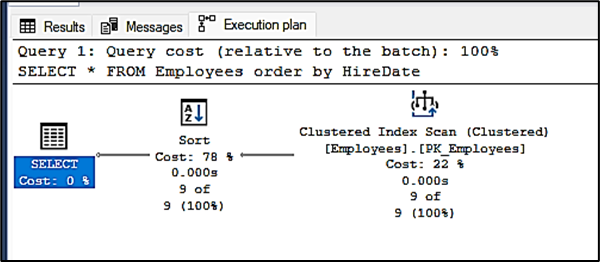 Results Messages Execution plan
Query 1: Query cost (relative to the batch): 100%
SELECT * FROM Employees order by HireDate
SELECT
Cost: 0 %
A
Z
Sort
Cost: 78 %
0.000s
9 of
9 (100%)
Clustered Index Scan (Clustered)
[Employees].[PK_Employees]
Cost: 22 %
0.000s
9 of
9 (100%)